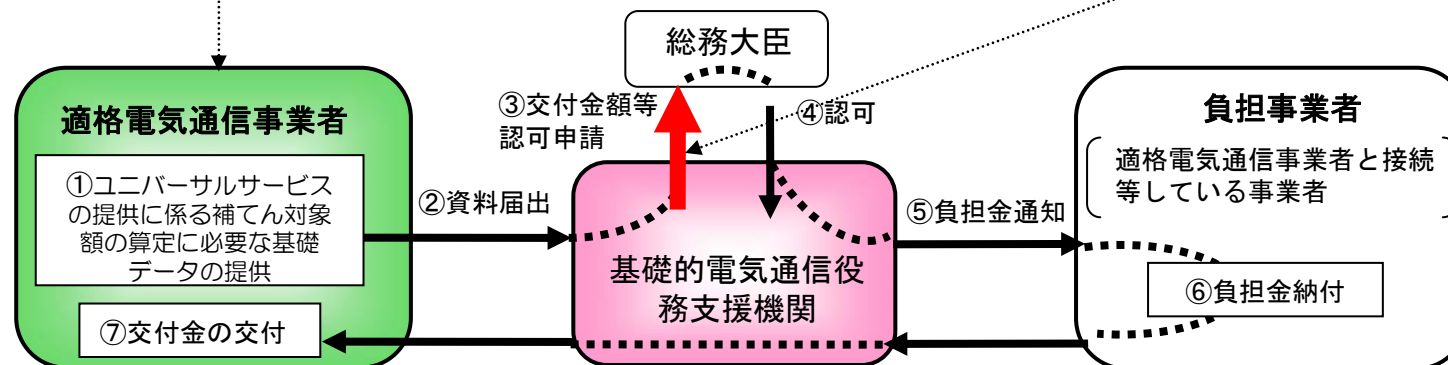 総務大臣
③交付金額等
認可申請
④認可
適格電気通信事業者
①ユニバーサルサービス
の提供に係る補てん対象
額の算定に必要な基礎
データの提供
②資料届出
基礎的電気通信役
務支援機関
⑤負担金通知
負担事業者
適格電気通信事業者と接続
等している事業者
⑥負担金納付
⑦交付金の交付